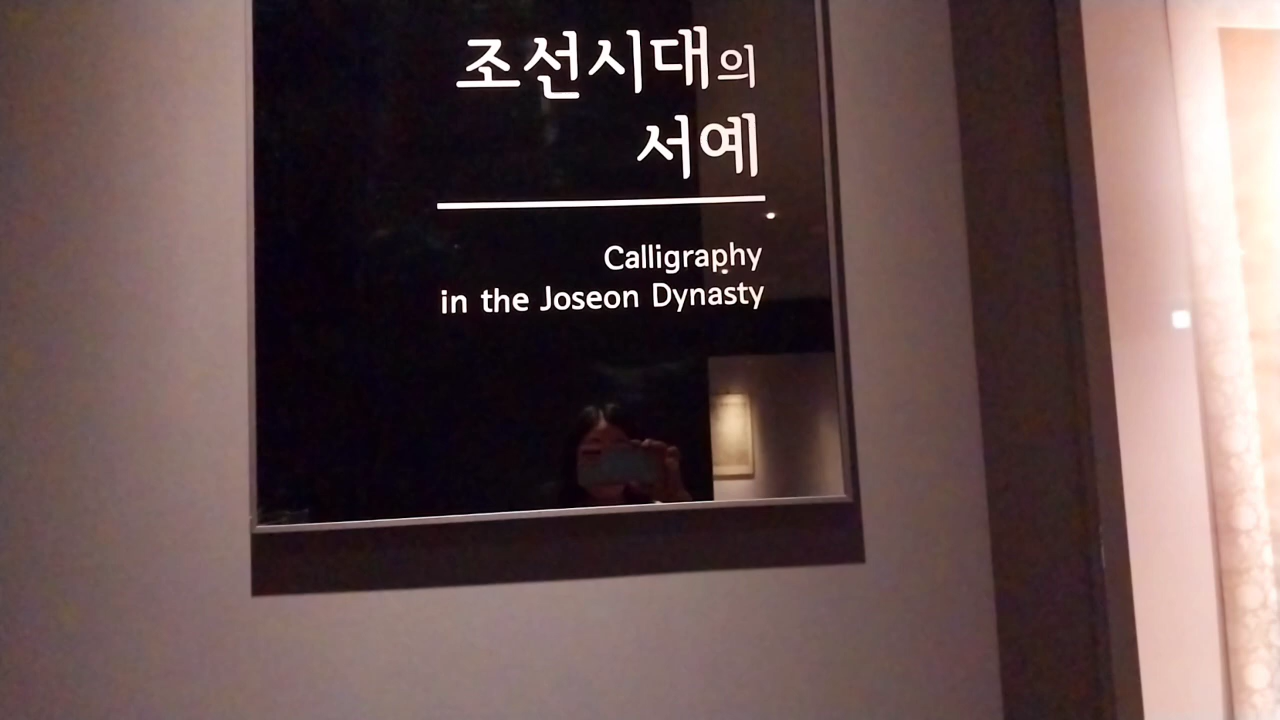 조선시대의
서예
Calligraphy
in the Joseon Dynasty